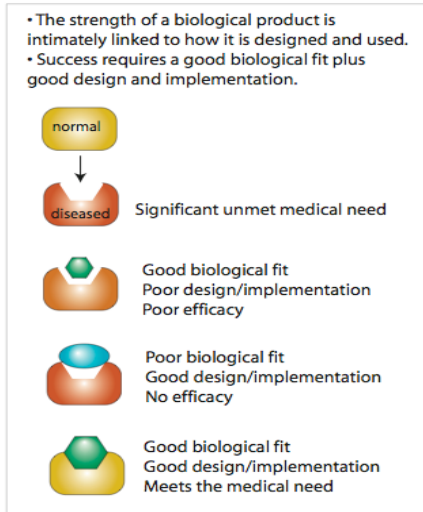 • The strength of a biological product is
intimately linked to how it is designed and used.
• Success requires a good biological fit plus
good design and implementation.
normal
diseased
Significant unmet medical need
Good biological fit
Poor design/implementation
Poor efficacy
Poor biological fit
Good design/implementation
No efficacy
Good biological fit
Good design/implementation
Meets the medical need